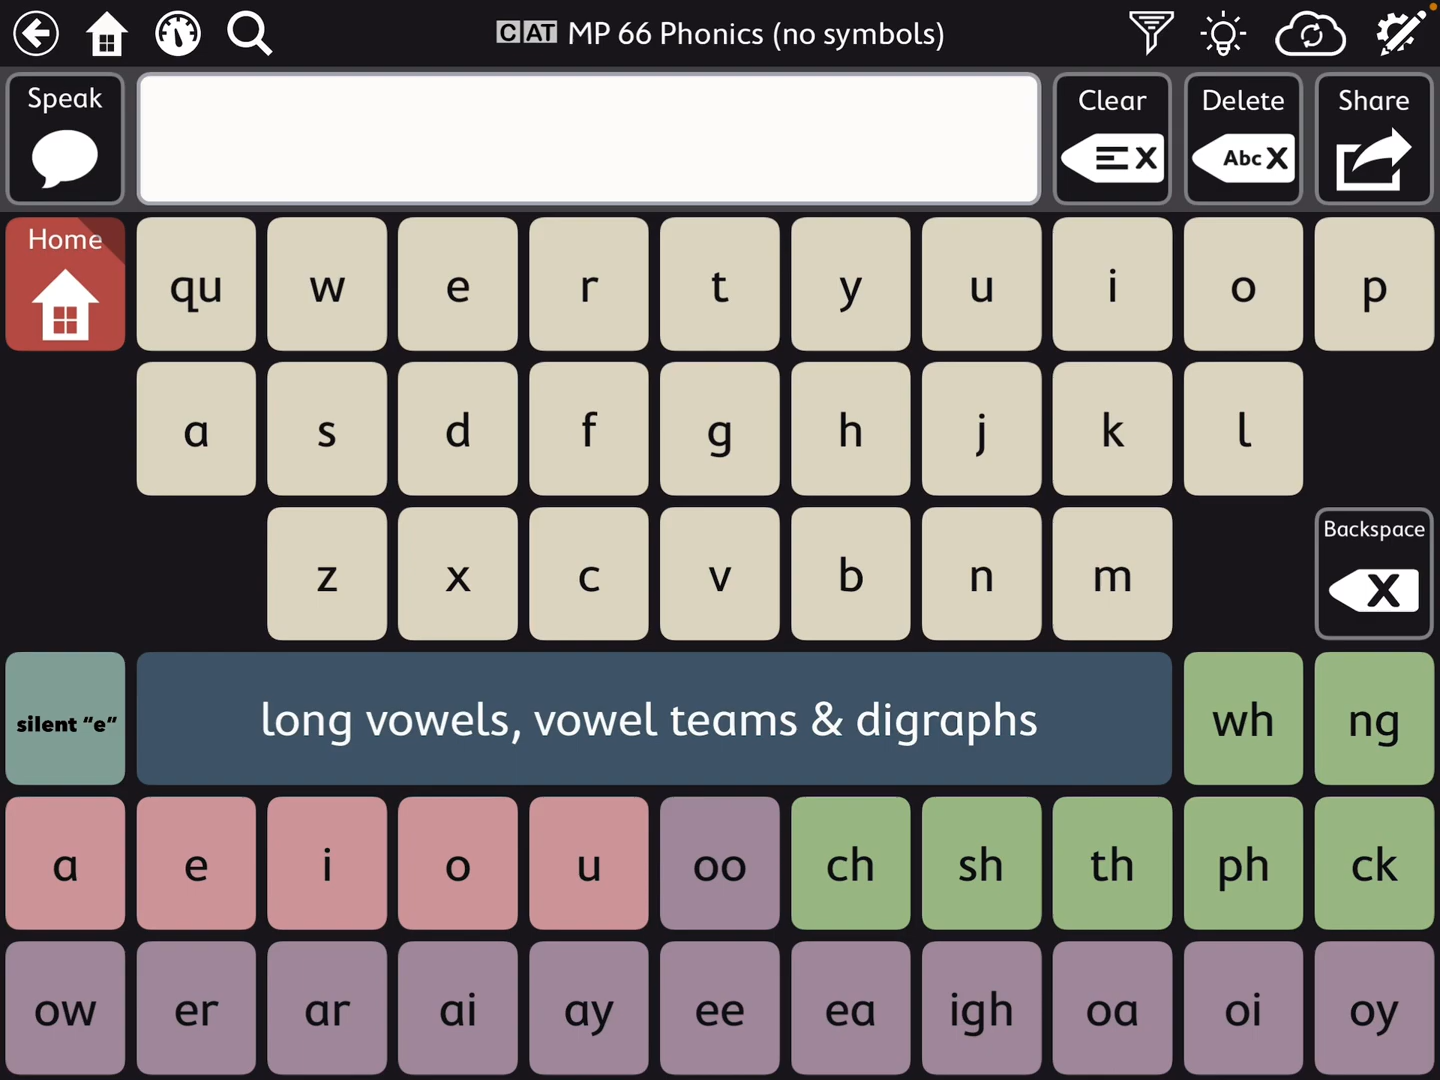 CAT MP 66 Phonics (no symbols)
Speak
Clear
Delete
Abc X
Share
Home
qu w e r t y u i o p
a s d f g h j k l
z x c v b n m
Backspace
X
silent “e”
long vowels, vowel teams & digraphs
wh ng
a e i o u oo ch sh th ph ck
ow er ar ai ay ee ea igh oa oi oy